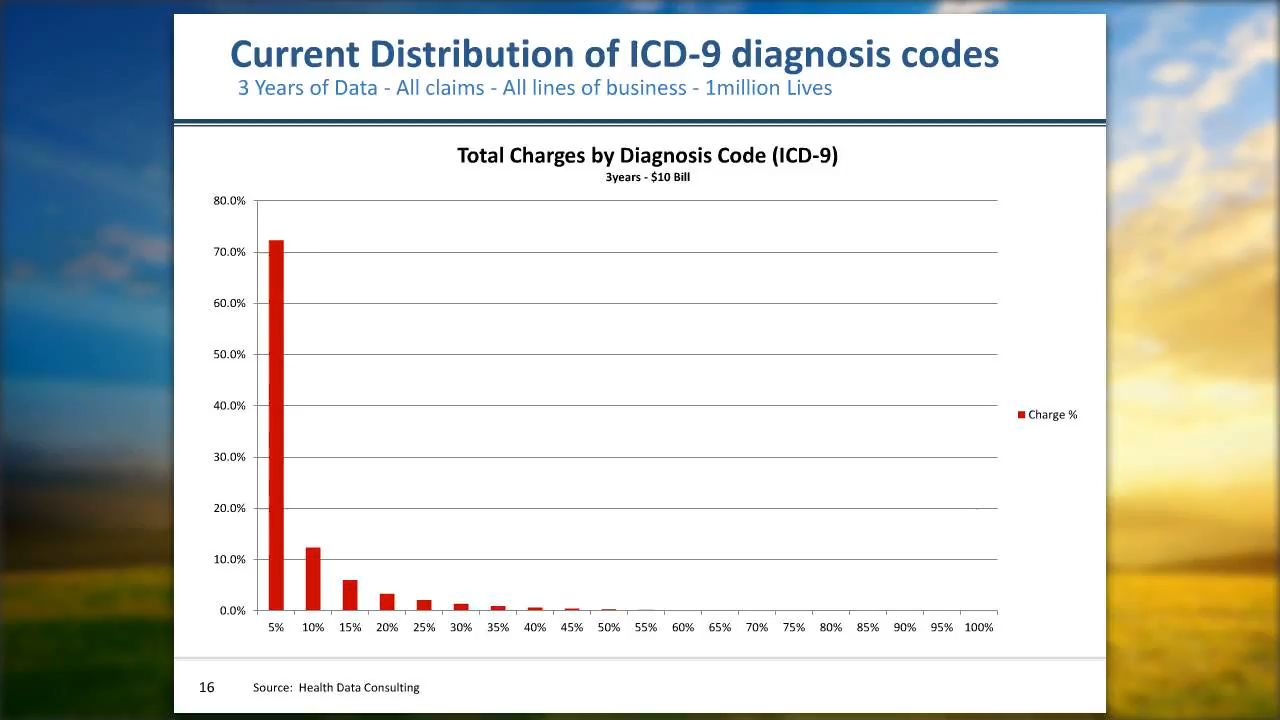 Current Distribution of ICD-9 diagnosis codes
3 Years of Data - All claims - All lines of business - 1million Lives
Total Charges by Diagnosis Code (ICD-9)
3years - $10 Bill
80.0%
70.0%
60.0%
50.0%
40.0%
30.0%
20.0%
10.0%
0.0%
Charge %
5% 10% 15% 20% 25% 30% 35% 40% 45% 50% 55% 60% 65% 70% 75% 80% 85% 90% 95% 100%
16 Source: Health Data Consulting